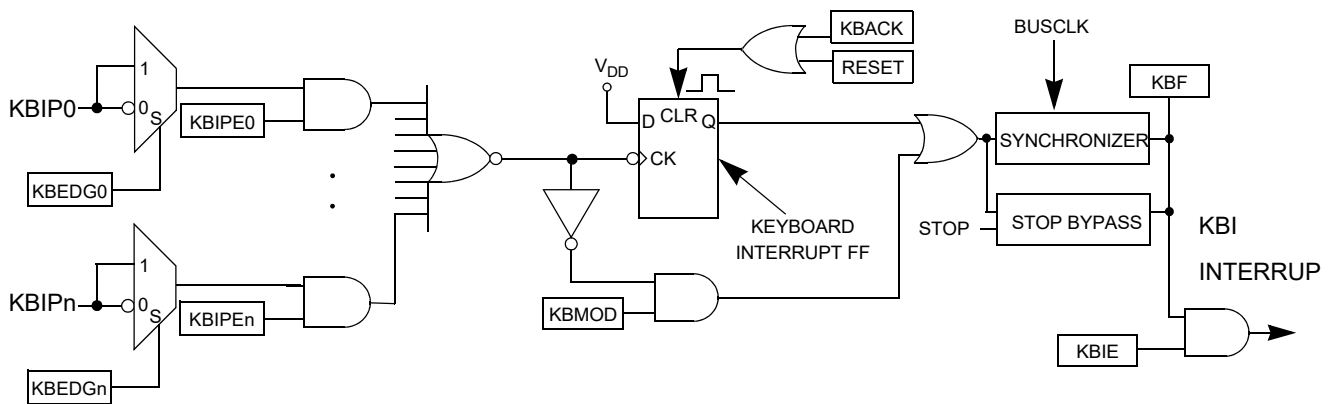 KBACK
RESET
BUSCLK
VDD
KBF
1
KBIP0
0
S
KBIPE0
D
CLR
Q
CK
SYNCHRONIZER
KBEDG0
KEYBOARD
INTERRUPT FF
STOP
STOP BYPASS
KBI
INTERRUP
1
KBIPn
0
S
KBIPEn
KBMOD
KBIE
KBEDGn